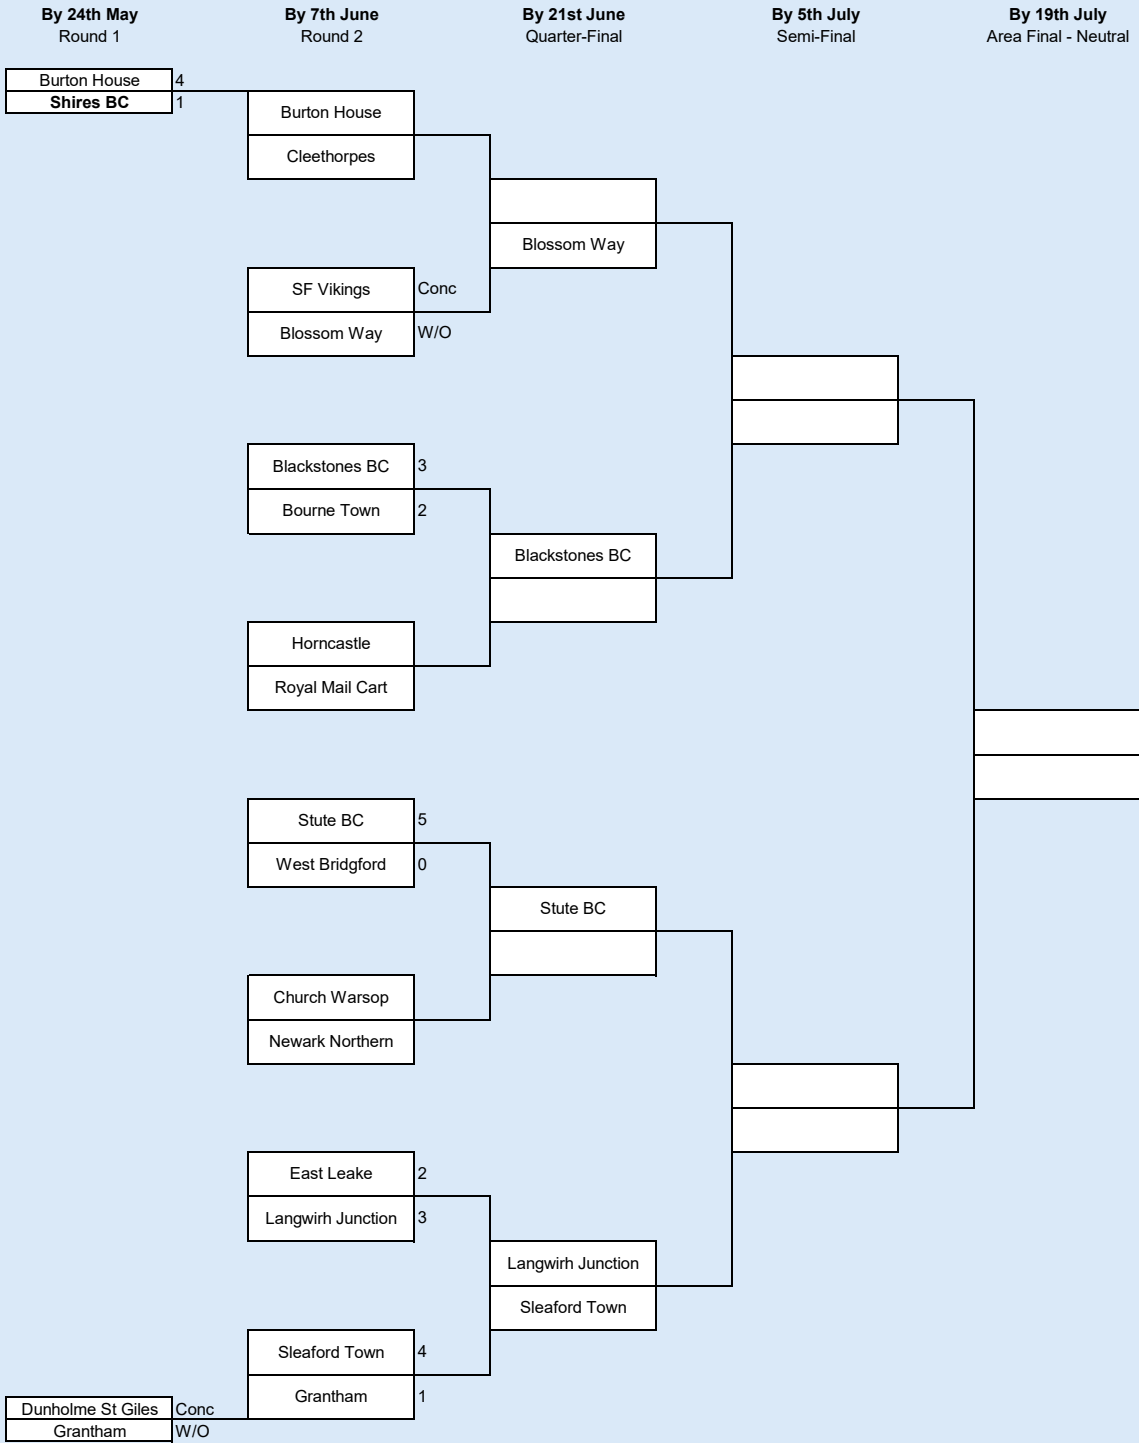 By 24th May
Round 1
By 7th June
Round 2
By 21st June
Quarter-Final
By 5th July
Semi-Final
By 19th July
Area Final - Neutral
Burton House 4
Shires BC 1
Burton House
Cleethorpes
Blossom Way
SF Vikings Conc
Blossom Way W/O
Blackstones BC 3
Bourne Town 2
Blackstones BC
Horncastle
Royal Mail Cart
Stute BC 5
West Bridgford 0
Stute BC
Church Warsop
Newark Northern
East Leake 2
Langwirh Junction 3
Langwirh Junction
Sleaford Town
Sleaford Town 4
Grantham 1
Dunholme St Giles Conc
Grantham W/O